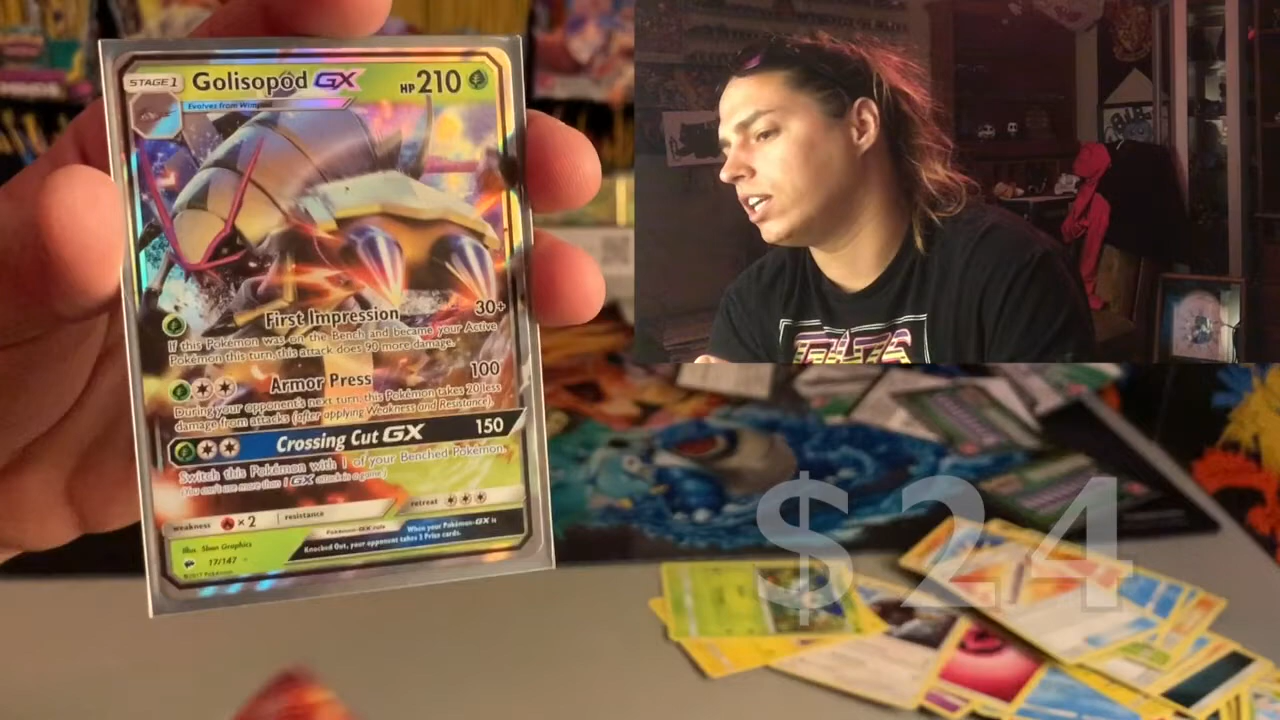 STAGE 1 Golisopod GX HP 210
Evolves from Wimpod
First Impression 30+
If this Pokémon was on the Bench and became your Active
Pokémon this turn, this attack does 90 more damage.
Armor Press 100
During your opponent's next turn, this Pokémon takes 20 less
damage from attacks (after applying Weakness and Resistance).
Crossing Cut GX 150
Switch this Pokémon with 1 of your Benched Pokémon.
(You can't use more than 1 GX attack in a game.)
weakness ×2 resistance retreat
Pokémon-GX rule When your Pokémon-GX is
Knocked Out, your opponent takes 2 Prize cards.
Illus. 5ban Graphics
17/147
©2017 Pokémon
$24